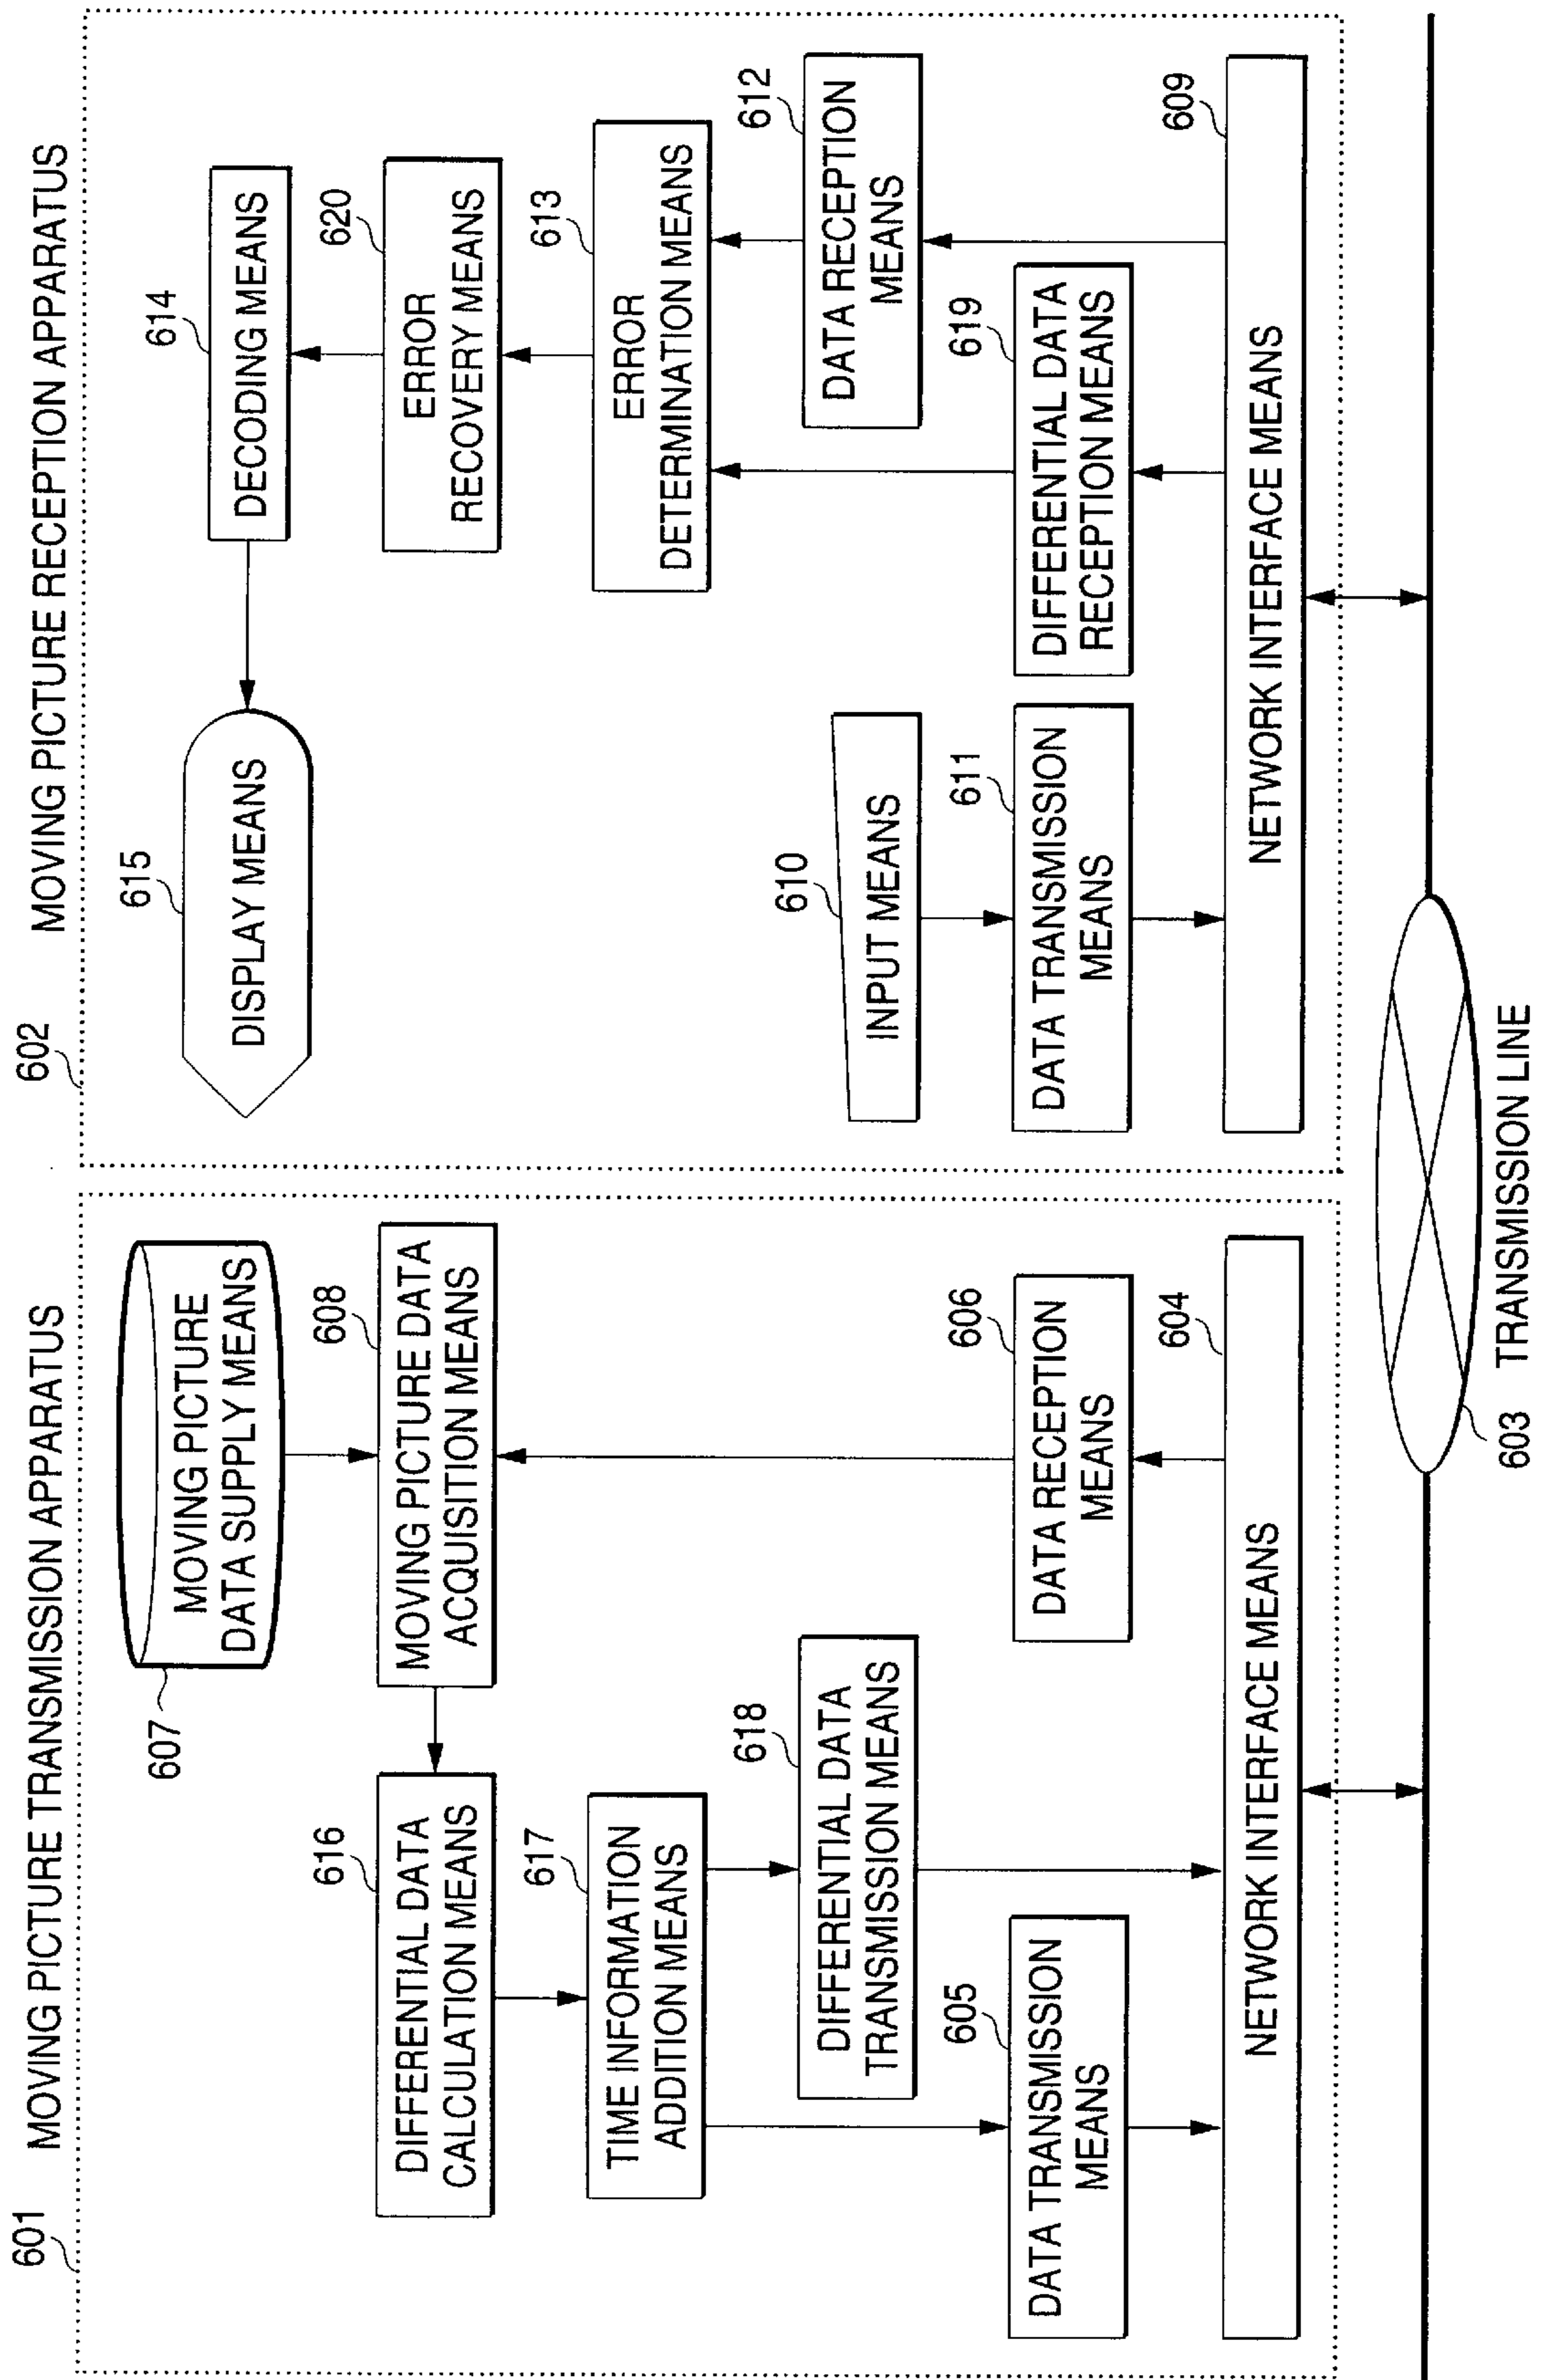 601
MOVING PICTURE TRANSMISSION APPARATUS
607
MOVING PICTURE
DATA SUPPLY MEANS
608
MOVING PICTURE DATA
ACQUISITION MEANS
616
DIFFERENTIAL DATA
CALCULATION MEANS
617
TIME INFORMATION
ADDITION MEANS
618
DIFFERENTIAL DATA
TRANSMISSION MEANS
605
DATA TRANSMISSION
MEANS
606
DATA RECEPTION
MEANS
604
NETWORK INTERFACE MEANS
602
MOVING PICTURE RECEPTION APPARATUS
615
DISPLAY MEANS
614
DECODING MEANS
620
ERROR
RECOVERY MEANS
613
ERROR
DETERMINATION MEANS
610
INPUT MEANS
612
DATA RECEPTION
MEANS
611
DATA TRANSMISSION
MEANS
619
DIFFERENTIAL DATA
RECEPTION MEANS
609
NETWORK INTERFACE MEANS
603
TRANSMISSION LINE